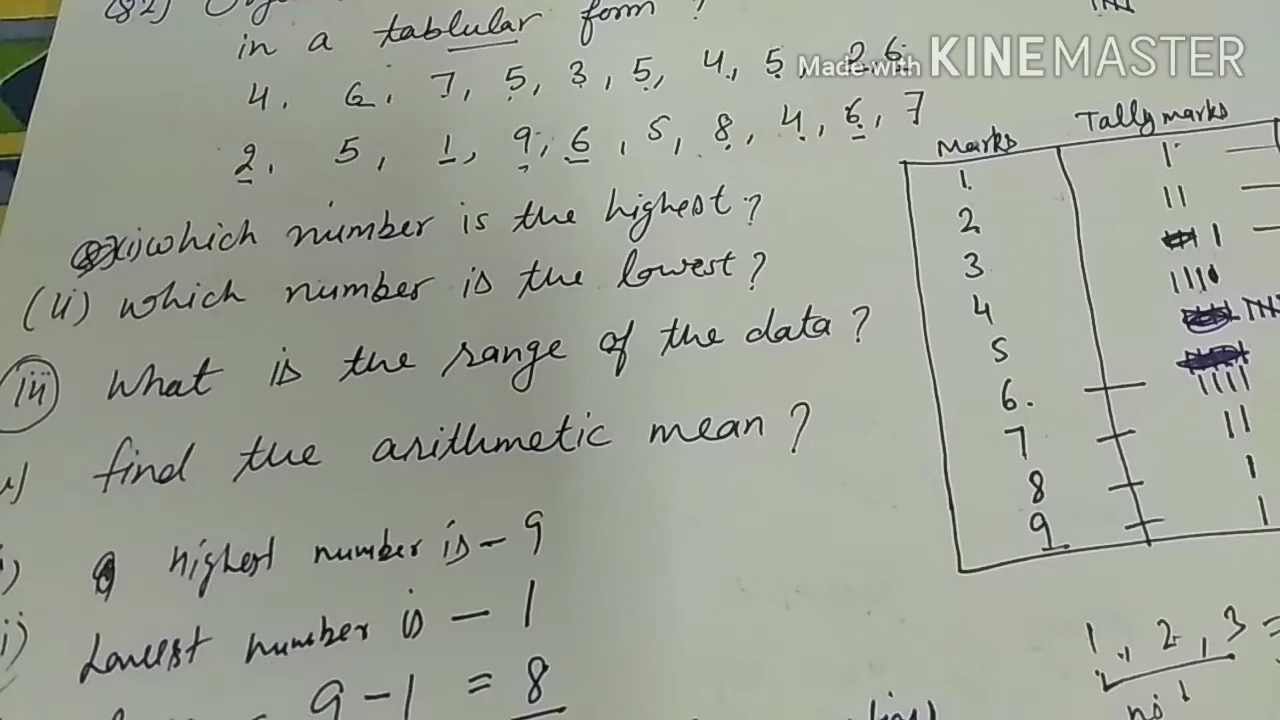 (82)
in a tablular form ?
4, 6, 7, 5, 3, 5, 4, 5, 2 6
2, 5, 1, 9, 6, 5, 8, 4, 6, 7
Made with KINEMASTER
i) which number is the highest ?
(ii) which number is the lowest ?
iii what is the range of the data ?
find the arithmetic mean ?
highest number is - 9
Lowest number is - 1
9 - 1 = 8
Marks Tally marks
1. |
2 ||
3 |
4 ||||
5
6. ||||
7 ||
8 |
9 |
1, 2, 3 =